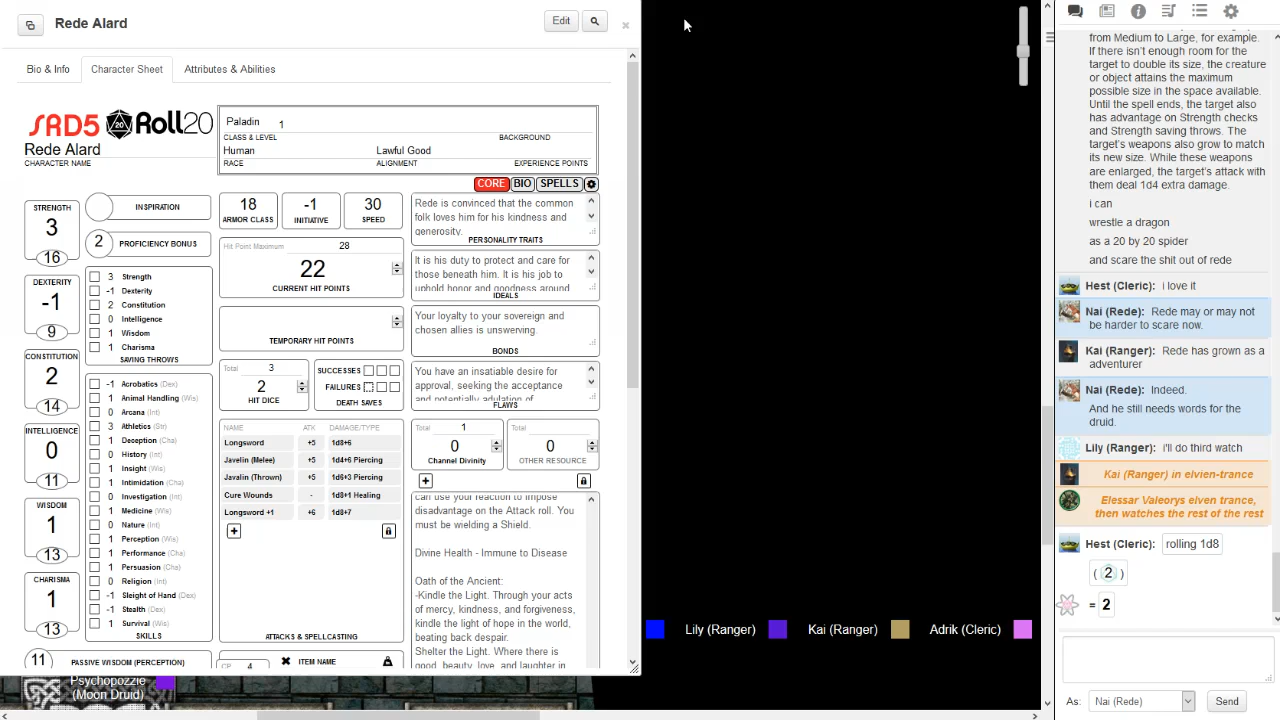 Rede Alard
Edit
Bio & Info
Character Sheet
Attributes & Abilities
SRD5 Roll20
Rede Alard
CHARACTER NAME
Paladin 1
CLASS & LEVEL
BACKGROUND
Human
Lawful Good
RACE
ALIGNMENT
EXPERIENCE POINTS
CORE
BIO
SPELLS
STRENGTH
3
16
DEXTERITY
-1
9
CONSTITUTION
2
14
INTELLIGENCE
0
11
WISDOM
1
13
CHARISMA
1
13
INSPIRATION
2
PROFICIENCY BONUS
3 Strength
-1 Dexterity
2 Constitution
0 Intelligence
1 Wisdom
1 Charisma
SAVING THROWS
-1 Acrobatics (Dex)
1 Animal Handling (Wis)
0 Arcana (Int)
3 Athletics (Str)
1 Deception (Cha)
0 History (Int)
1 Insight (Wis)
1 Intimidation (Cha)
0 Investigation (Int)
1 Medicine (Wis)
0 Nature (Int)
1 Perception (Wis)
1 Performance (Cha)
1 Persuasion (Cha)
0 Religion (Int)
-1 Sleight of Hand (Dex)
-1 Stealth (Dex)
1 Survival (Wis)
SKILLS
11
PASSIVE WISDOM (PERCEPTION)
18
ARMOR CLASS
-1
INITIATIVE
30
SPEED
Hit Point Maximum 28
22
CURRENT HIT POINTS
TEMPORARY HIT POINTS
Total 3
2
HIT DICE
SUCCESSES
FAILURES
DEATH SAVES
NAME ATK DAMAGE/TYPE
Longsword +5 1d8+6
Javelin (Melee) +5 1d4+6 Piercing
Javalin (Thrown) +5 1d6+3 Piercing
Cure Wounds - 1d8+1 Healing
Longsword +1 +6 1d8+7
ATTACKS & SPELLCASTING
CP 4
ITEM NAME
Rede is convinced that the common
folk loves him for his kindness and
generosity.
PERSONALITY TRAITS
It is his duty to protect and care for
those beneath him. It is his job to
uphold honor and goodness around
IDEALS
Your loyalty to your sovereign and
chosen allies is unswerving.
BONDS
You have an insatiable desire for
approval, seeking the acceptance
and potentially adulation of
FLAWS
Total 1
0
Channel Divinity
Total
0
OTHER RESOURCE
can use your reaction to impose
disadvantage on the Attack roll. You
must be wielding a Shield.
Divine Health - Immune to Disease
Oath of the Ancient:
-Kindle the Light. Through your acts
of mercy, kindness, and forgiveness,
kindle the light of hope in the world,
beating back despair.
Shelter the Light. Where there is
good, beauty, love, and laughter in
Psychopozzie
(Moon Druid)
Lily (Ranger)
Kai (Ranger)
Adrik (Cleric)
from Medium to Large, for example.
If there isn't enough room for the
target to double its size, the creature
or object attains the maximum
possible size in the space available.
Until the spell ends, the target also
has advantage on Strength checks
and Strength saving throws. The
target's weapons also grow to match
its new size. While these weapons
are enlarged, the target's attack with
them deal 1d4 extra damage.
i can
wrestle a dragon
as a 20 by 20 spider
and scare the shit out of rede
Hest (Cleric): i love it
Nai (Rede): Rede may or may not
be harder to scare now.
Kai (Ranger): Rede has grown as a
adventurer
Nai (Rede): Indeed.
And he still needs words for the
druid.
Lily (Ranger): i'll do third watch
Kai (Ranger) in elvien-trance
Elessar Valeorys elven trance,
then watches the rest of the rest
Hest (Cleric): rolling 1d8
( 2 )
= 2
As: Nai (Rede)
Send